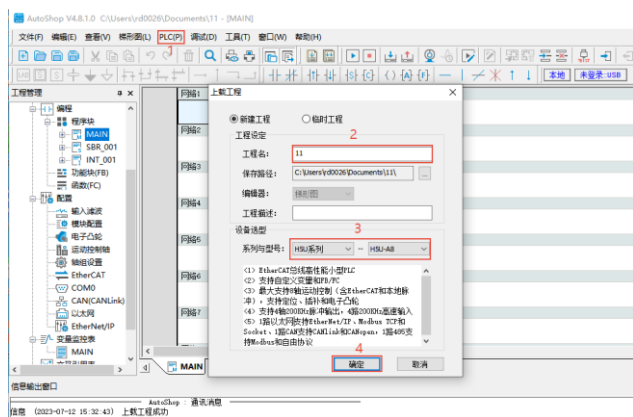 AutoShop V4.8.1.0 C:\Users\rd0026\Documents\11 - [MAIN]
文件(F) 编辑(E) 查看(V) 梯形图(L) PLC(P) 调试(D) 工具(T) 窗口(W) 帮助(H)
1
本地 未登录:USB
工程管理
编程
程序块
MAIN
SBR_001
INT_001
功能块(FB)
函数(FC)
配置
输入滤波
模块配置
电子凸轮
运动控制轴
轴组设置
EtherCAT
COM0
CAN(CANLink)
以太网
EtherNet/IP
变量监控表
MAIN
网络1
网络2
网络3
网络4
网络5
网络6
网络7
MAIN
上载工程
新建工程 临时工程
工程设定
2
工程名: 11
保存路径: C:\Users\rd0026\Documents\11\ ...
编辑器: 梯形图
工程描述:
设备选型
3
系列与型号: H5U系列 -- H5U-A8
<1> EtherCAT总线高性能小型PLC
<2> 支持自定义变量和FB/FC
<3> 最大支持8轴运动控制（含EtherCAT和本地脉
冲），支持定位、插补和电子凸轮
<4> 支持4轴200KHz脉冲输出，4路200KHz高速输入
<5> 1路以太网支持EtherNet/IP、Modbus TCP和
Socket、1路CAN支持CANlink和CANopen，1路485支
持Modbus和自由协议
4
确定 取消
信息输出窗口
AutoShop : 通讯消息
信息 (2023-07-12 15:32:43) 上载工程成功